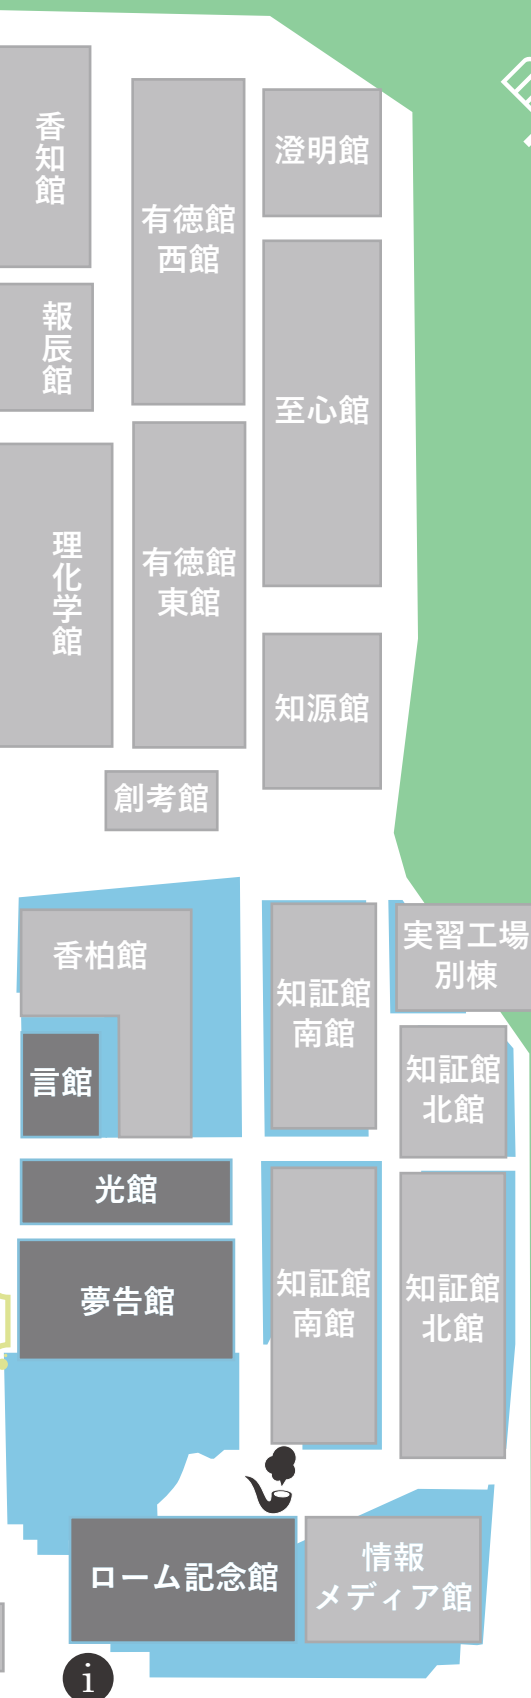 香知館
有徳館
西館
澄明館
報辰館
至心館
理化学館
有徳館
東館
知源館
創考館
香柏館
知証館
南館
実習工場
別棟
言館
知証館
北館
光館
夢告館
知証館
南館
知証館
北館
ローム記念館
情報
メディア館
i